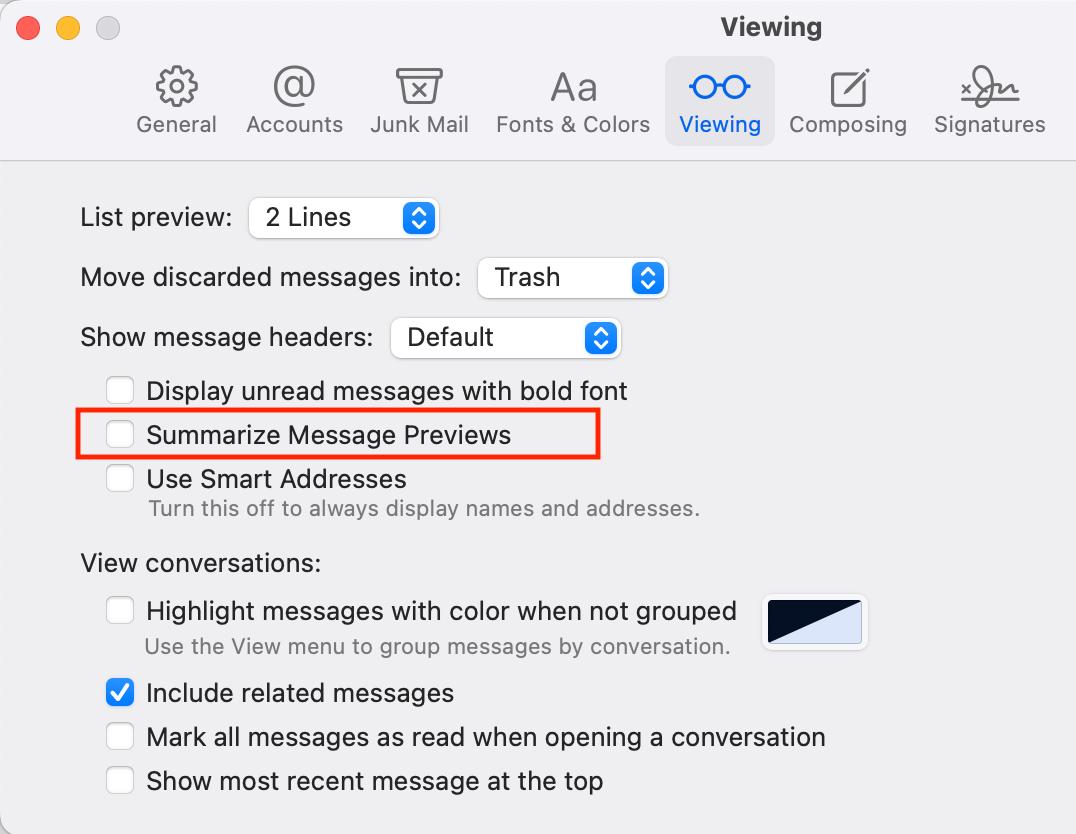 Viewing
General
Accounts
Junk Mail
Aa
Fonts & Colors
Viewing
Composing
Signatures
List preview: 2 Lines
Move discarded messages into: Trash
Show message headers: Default
Display unread messages with bold font
Summarize Message Previews
Use Smart Addresses
Turn this off to always display names and addresses.
View conversations:
Highlight messages with color when not grouped
Use the View menu to group messages by conversation.
Include related messages
Mark all messages as read when opening a conversation
Show most recent message at the top